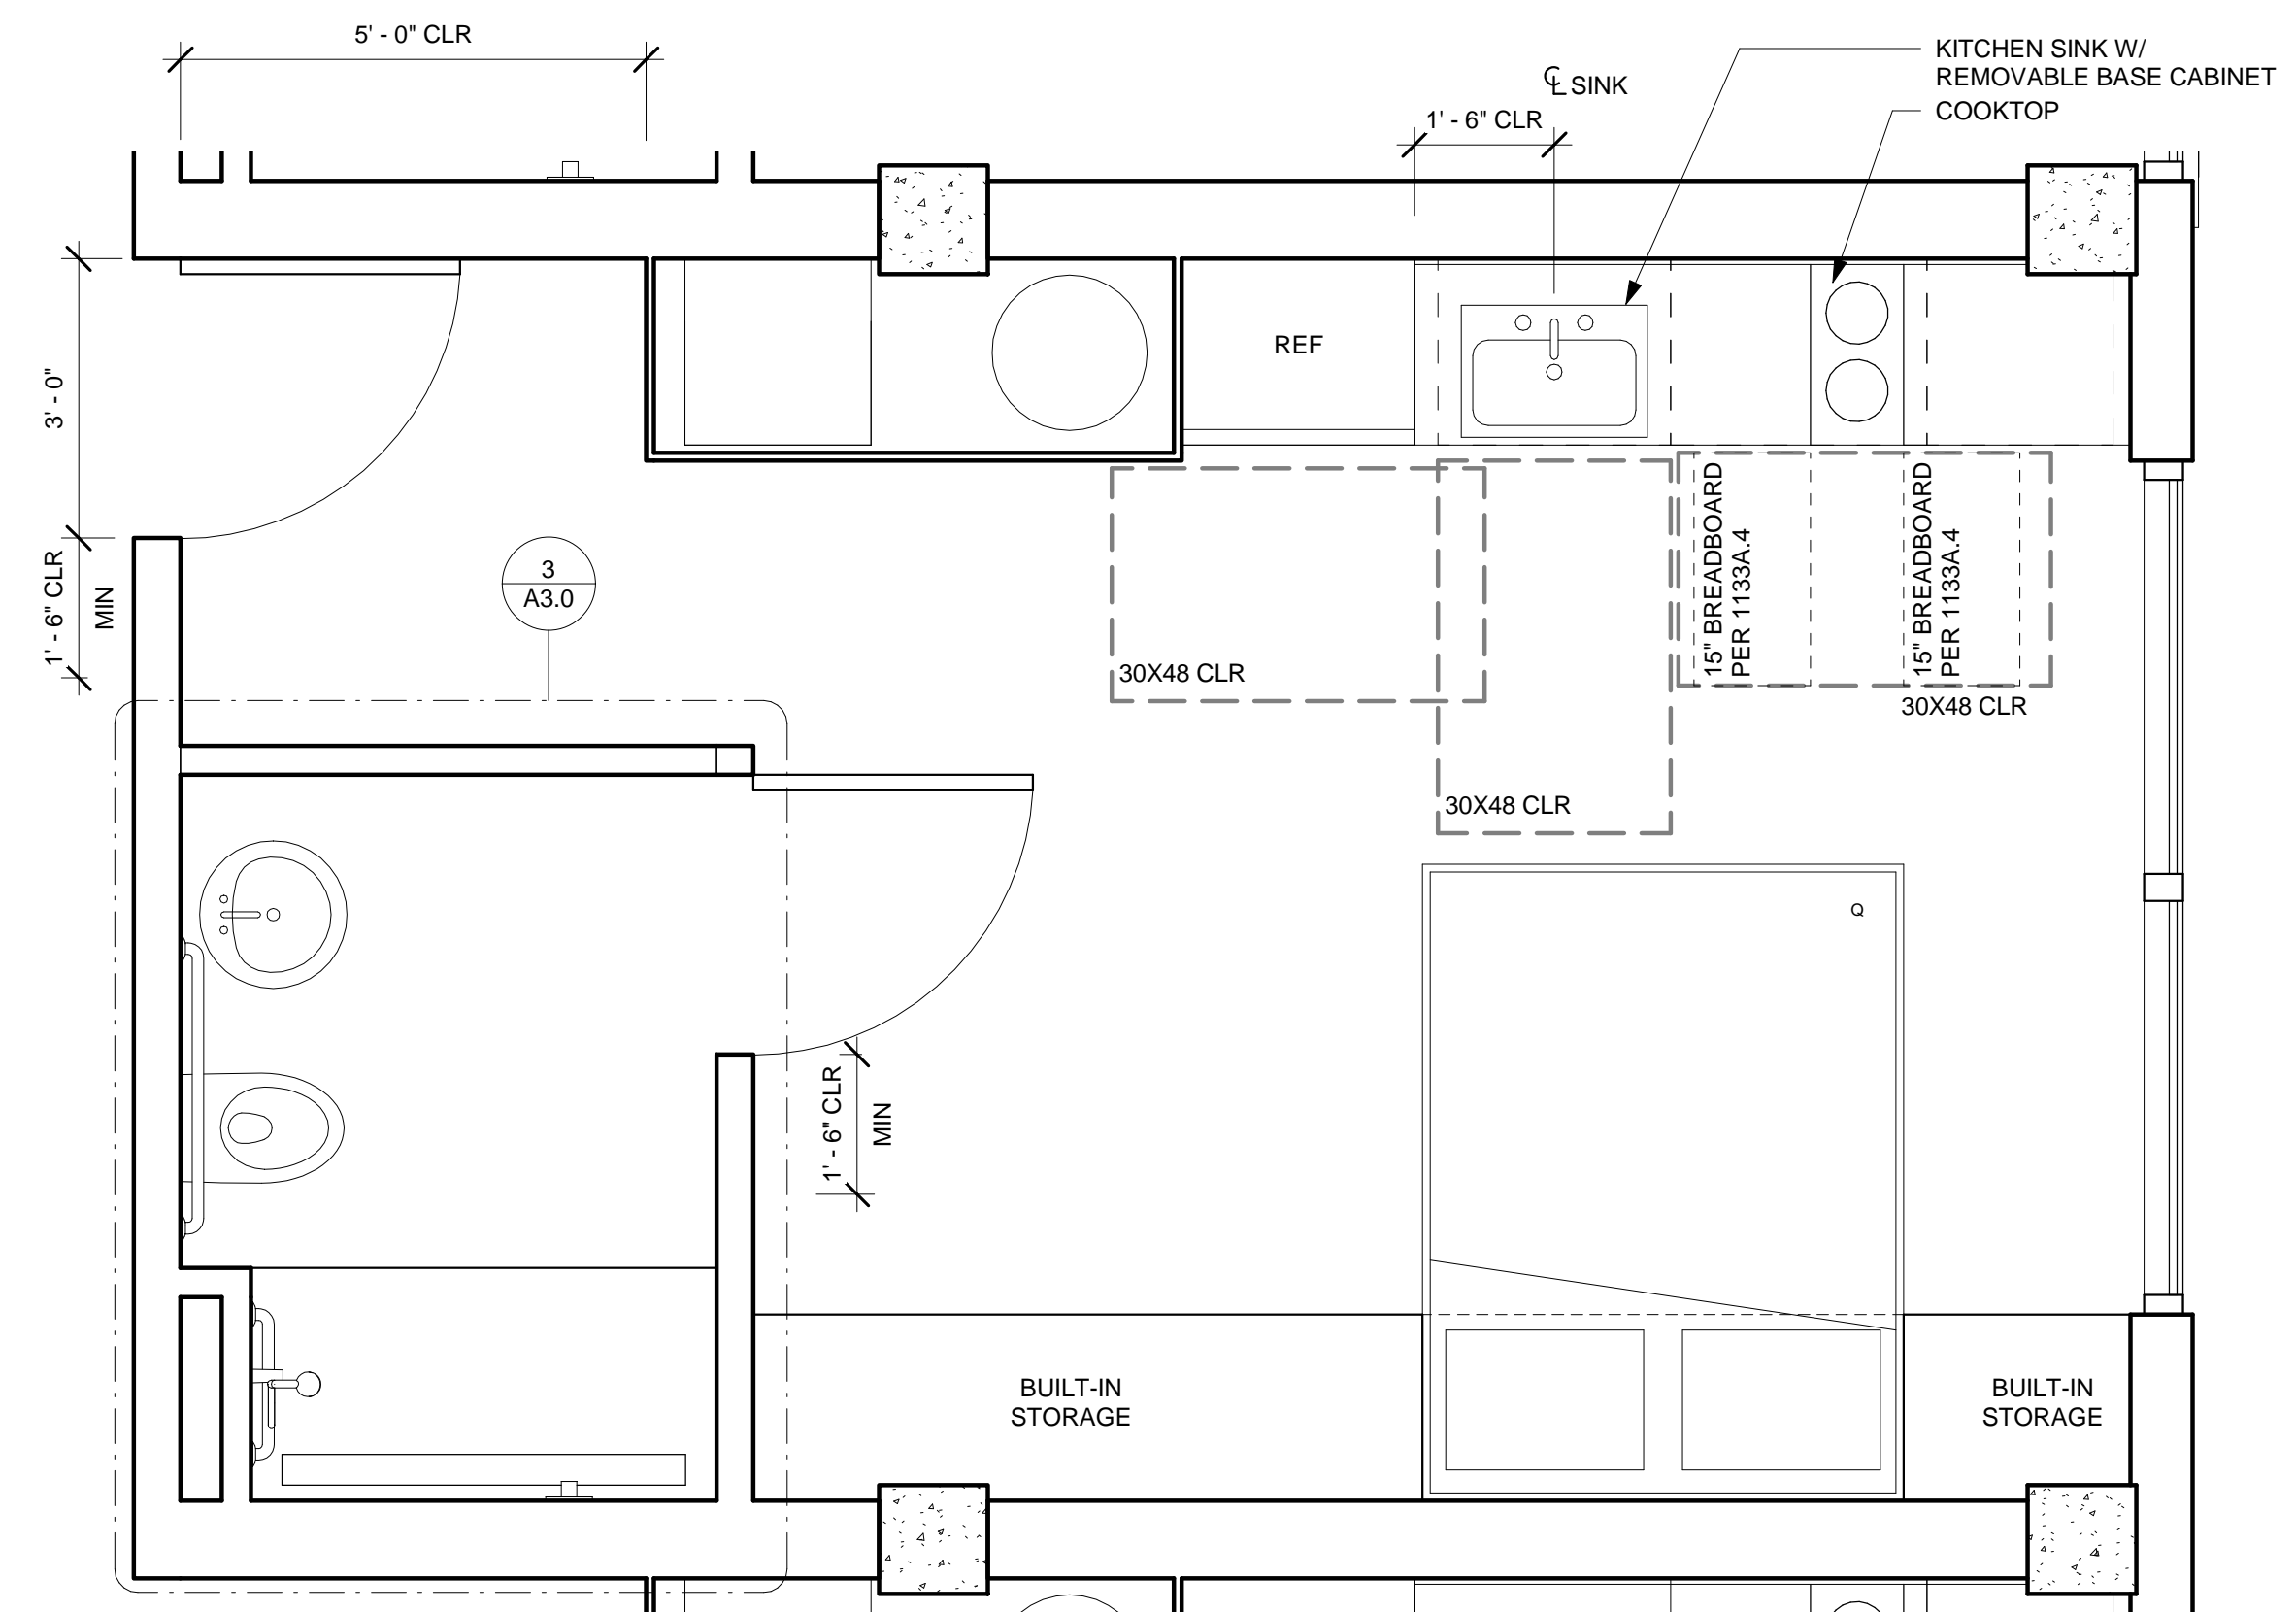 5' - 0" CLR
KITCHEN SINK W/
REMOVABLE BASE CABINET
COOKTOP
℄ SINK
1' - 6" CLR
3' - 0"
1' - 6" CLR
MIN
REF
3
A3.0
30X48 CLR
30X48 CLR
15" BREADBOARD
PER 1133A.4
15" BREADBOARD
PER 1133A.4
30X48 CLR
Q
1' - 6" CLR
MIN
BUILT-IN
STORAGE
BUILT-IN
STORAGE